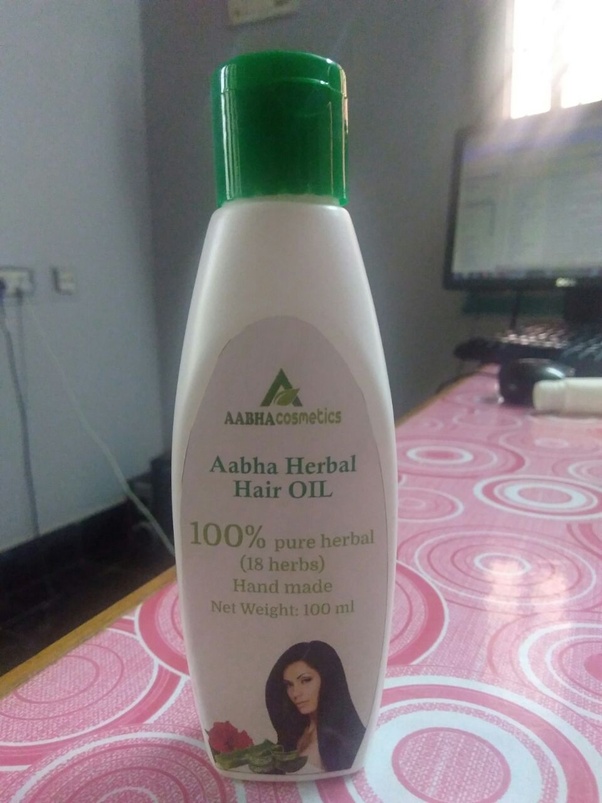 AABHAcosmetics
Aabha Herbal
Hair OIL
100% pure herbal
(18 herbs)
Hand made
Net Weight: 100 ml